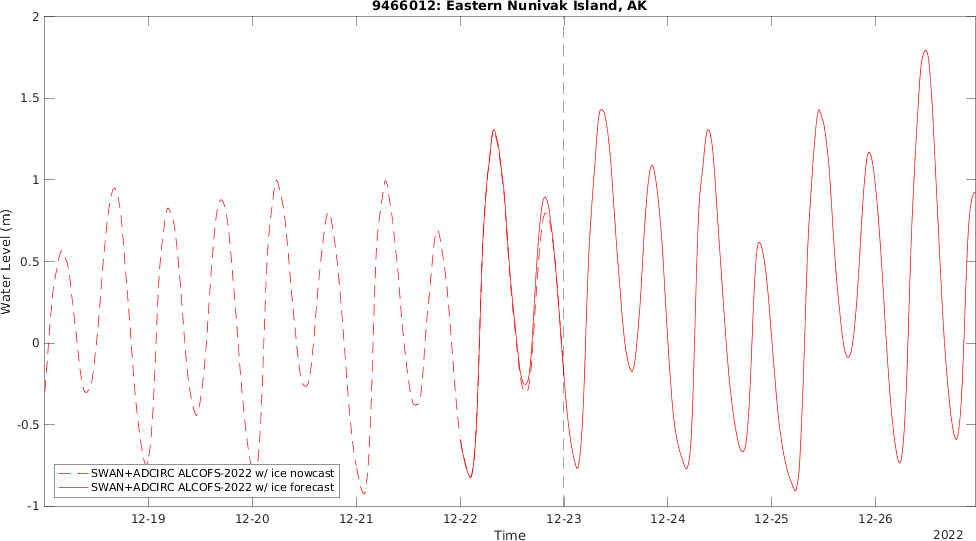 9466012: Eastern Nunivak Island, AK
2
1.5
1
0.5
0
-0.5
-1
Water Level (m)
SWAN+ADCIRC ALCOFS-2022 w/ ice nowcast
SWAN+ADCIRC ALCOFS-2022 w/ ice forecast
12-19 12-20 12-21 12-22 12-23 12-24 12-25 12-26
Time
2022